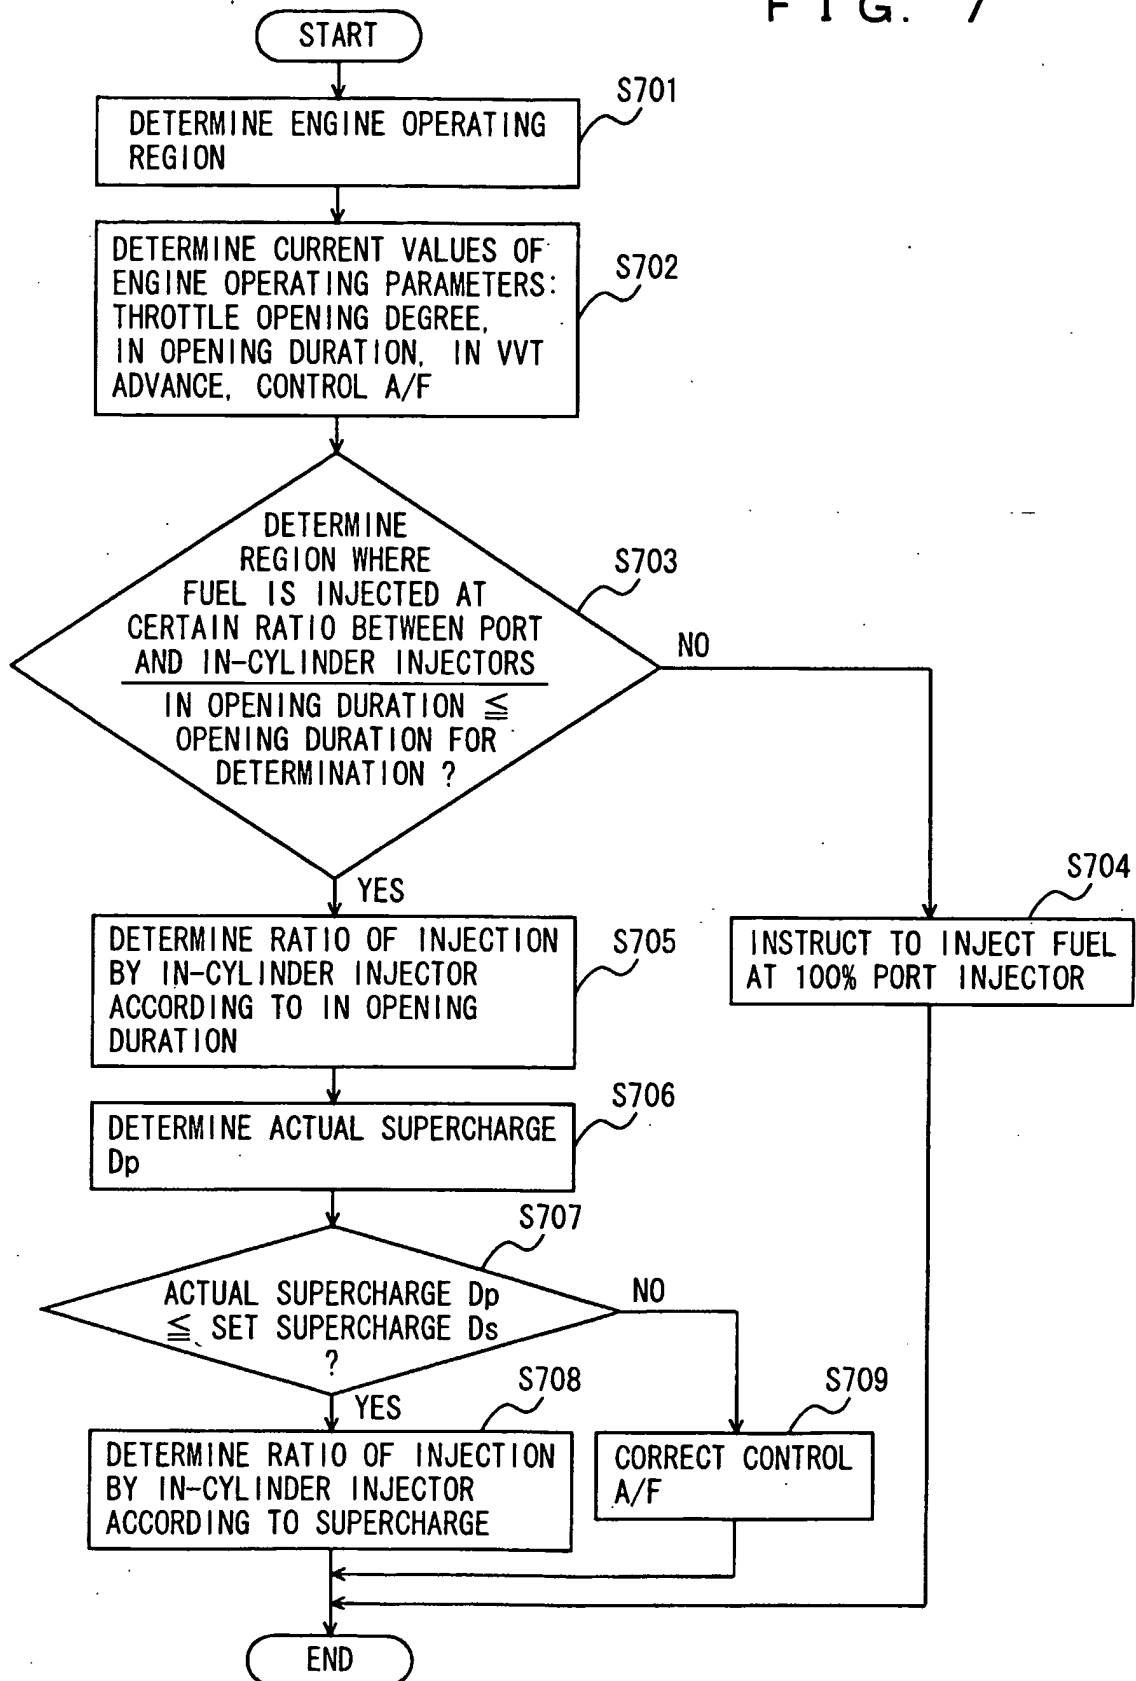 FIG. 7
START
S701
DETERMINE ENGINE OPERATING
REGION
S702
DETERMINE CURRENT VALUES OF
ENGINE OPERATING PARAMETERS:
THROTTLE OPENING DEGREE,
IN OPENING DURATION, IN VVT
ADVANCE, CONTROL A/F
S703
DETERMINE
REGION WHERE
FUEL IS INJECTED AT
CERTAIN RATIO BETWEEN PORT
AND IN-CYLINDER INJECTORS
IN OPENING DURATION ≦
OPENING DURATION FOR
DETERMINATION ?
NO
YES
S704
INSTRUCT TO INJECT FUEL
AT 100% PORT INJECTOR
S705
DETERMINE RATIO OF INJECTION
BY IN-CYLINDER INJECTOR
ACCORDING TO IN OPENING
DURATION
S706
DETERMINE ACTUAL SUPERCHARGE
Dp
S707
ACTUAL SUPERCHARGE Dp
≦ SET SUPERCHARGE Ds
?
NO
YES
S708
DETERMINE RATIO OF INJECTION
BY IN-CYLINDER INJECTOR
ACCORDING TO SUPERCHARGE
S709
CORRECT CONTROL
A/F
END